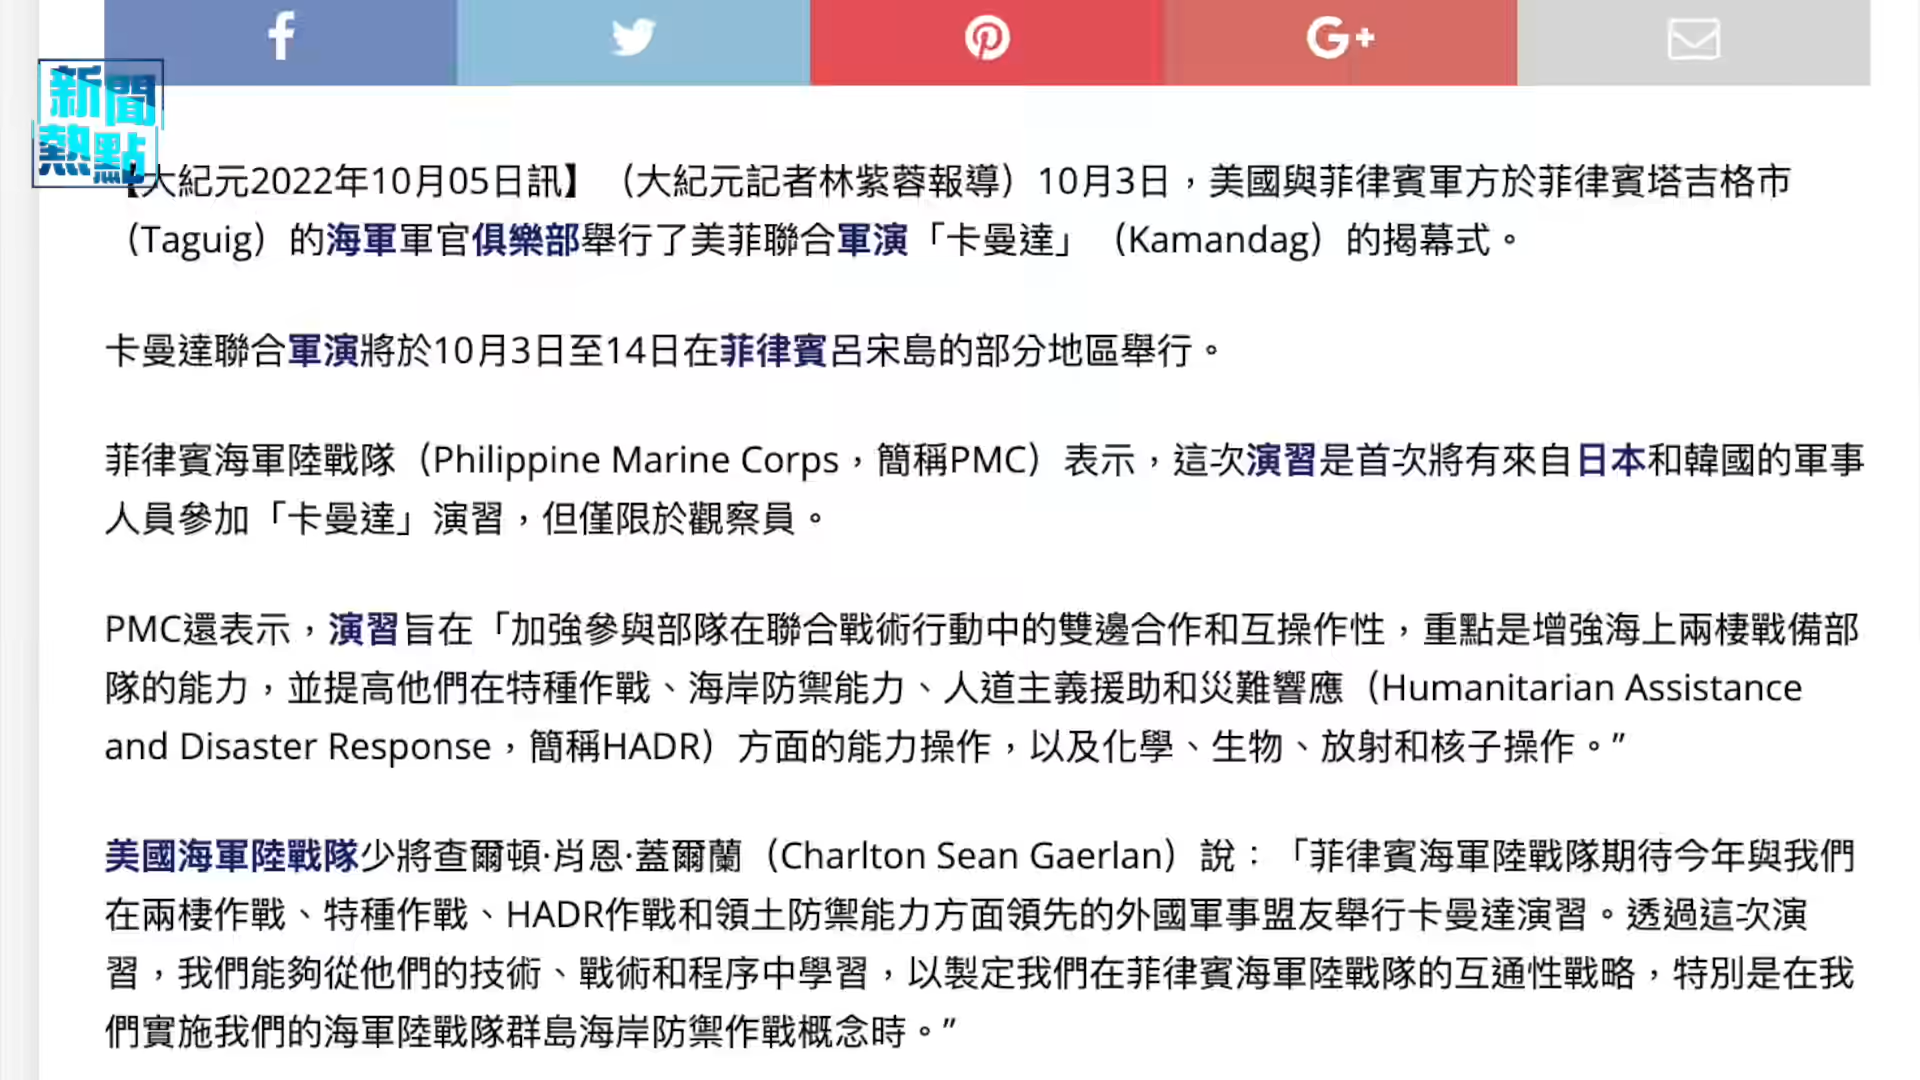 新聞
熱點
【大紀元2022年10月05日訊】（大紀元記者林紫蓉報導）10月3日，美國與菲律賓軍方於菲律賓塔吉格市
（Taguig）的海軍軍官俱樂部舉行了美菲聯合軍演「卡曼達」（Kamandag）的揭幕式。
卡曼達聯合軍演將於10月3日至14日在菲律賓呂宋島的部分地區舉行。
菲律賓海軍陸戰隊（Philippine Marine Corps，簡稱PMC）表示，這次演習是首次將有來自日本和韓國的軍事
人員參加「卡曼達」演習，但僅限於觀察員。
PMC還表示，演習旨在「加強參與部隊在聯合戰術行動中的雙邊合作和互操作性，重點是增強海上兩棲戰備部
隊的能力，並提高他們在特種作戰、海岸防禦能力、人道主義援助和災難響應（Humanitarian Assistance
and Disaster Response，簡稱HADR）方面的能力操作，以及化學、生物、放射和核子操作。”
美國海軍陸戰隊少將查爾頓·肖恩·蓋爾蘭（Charlton Sean Gaerlan）說：「菲律賓海軍陸戰隊期待今年與我們
在兩棲作戰、特種作戰、HADR作戰和領土防禦能力方面領先的外國軍事盟友舉行卡曼達演習。透過這次演
習，我們能夠從他們的技術、戰術和程序中學習，以製定我們在菲律賓海軍陸戰隊的互通性戰略，特別是在我
們實施我們的海軍陸戰隊群島海岸防禦作戰概念時。”